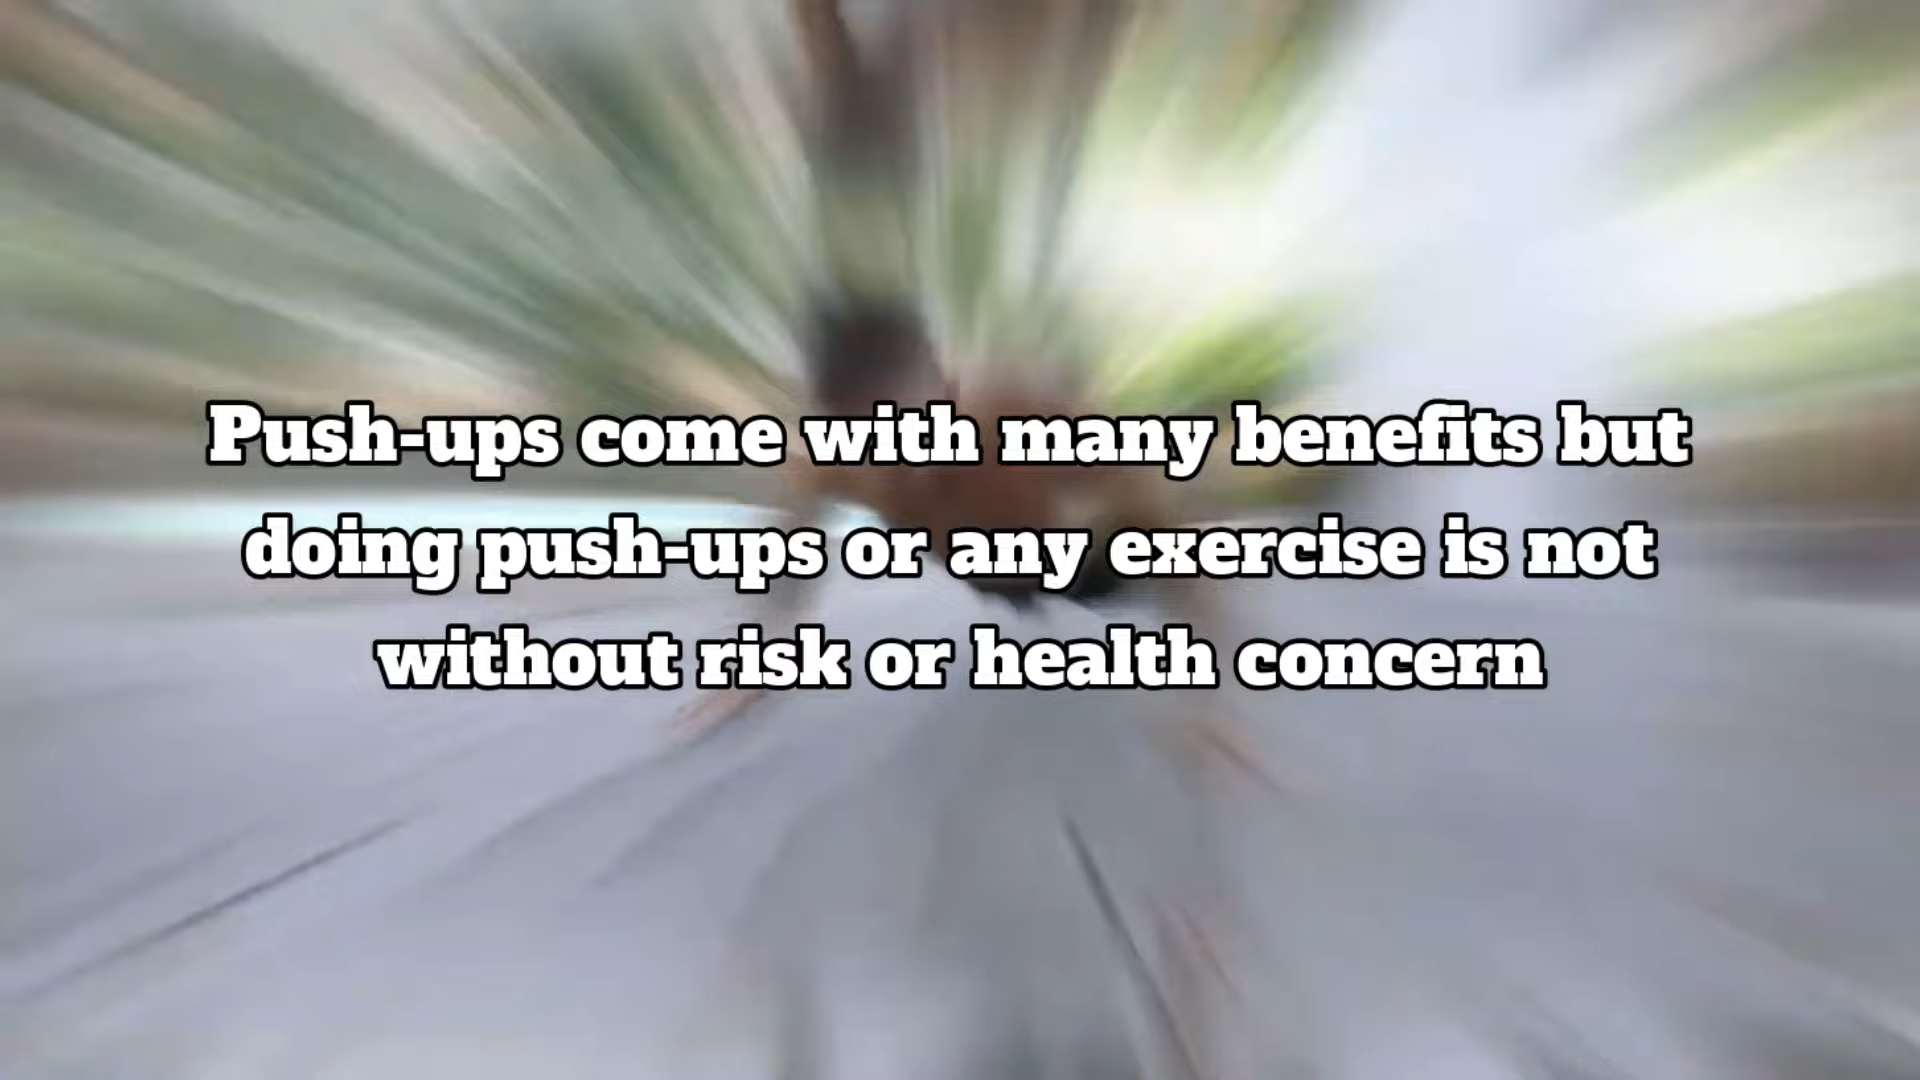 Push-ups come with many benefits but
doing push-ups or any exercise is not
without risk or health concern